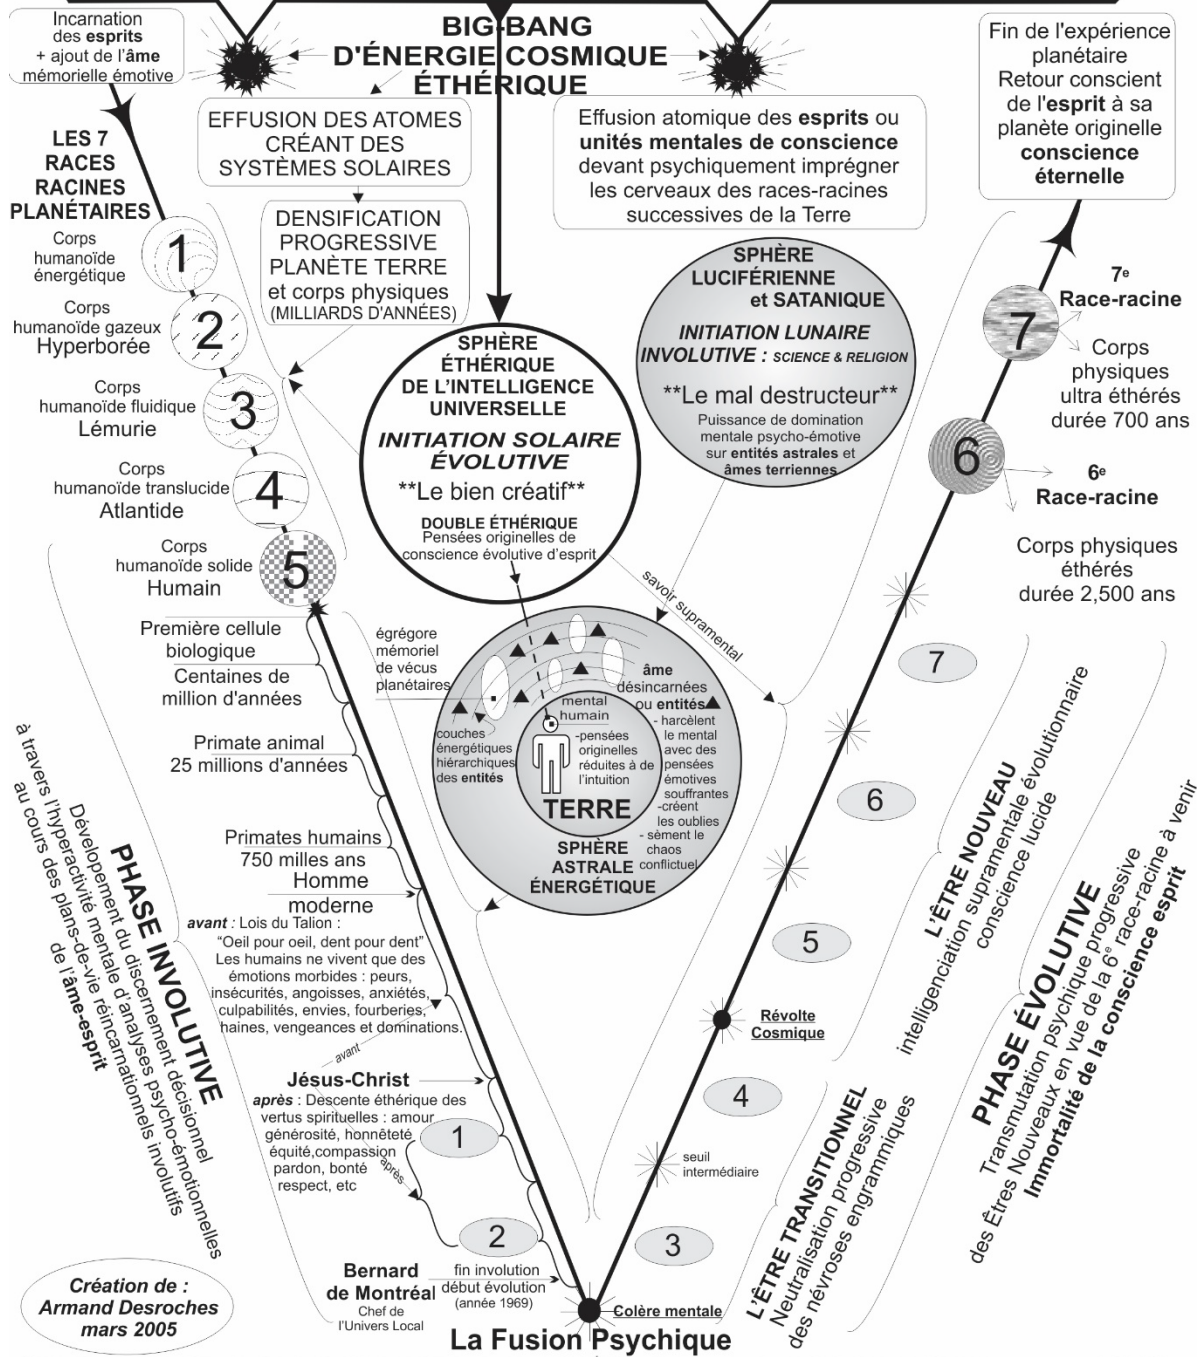 Incarnation
des esprits
+ ajout de l'âme
mémorielle émotive
BIG-BANG
D'ÉNERGIE COSMIQUE
ÉTHÉRIQUE
Fin de l'expérience
planétaire
Retour conscient
de l'esprit à sa
planète originelle
conscience
éternelle
EFFUSION DES ATOMES
CRÉANT DES
SYSTÈMES SOLAIRES
Effusion atomique des esprits ou
unités mentales de conscience
devant psychiquement imprégner
les cerveaux des races-racines
successives de la Terre
LES 7
RACES
RACINES
PLANÉTAIRES
DENSIFICATION
PROGRESSIVE
PLANÈTE TERRE
et corps physiques
(MILLIARDS D'ANNÉES)
Corps
humanoïde
énergétique
1
Corps
humanoïde gazeux
Hyperborée
2
Corps
humanoïde fluidique
Lémurie
3
Corps
humanoïde translucide
Atlantide
4
Corps
humanoïde solide
Humain
5
SPHÈRE
ÉTHÉRIQUE
DE L'INTELLIGENCE
UNIVERSELLE
INITIATION SOLAIRE
ÉVOLUTIVE
**Le bien créatif**
DOUBLE ÉTHÉRIQUE
Pensées originelles de
conscience évolutive d'esprit
SPHÈRE
LUCIFÉRIENNE
et SATANIQUE
INITIATION LUNAIRE
INVOLUTIVE : SCIENCE & RELIGION
**Le mal destructeur**
Puissance de domination
mentale psycho-émotive
sur entités astrales et
âmes terriennes
7
7e
Race-racine
Corps
physiques
ultra éthérés
durée 700 ans
6
6e
Race-racine
Corps physiques
éthérés
durée 2,500 ans
savoir supramental
Première cellule
biologique
Centaines de
million d'années
Primate animal
25 millions d'années
Primates humains
750 milles ans
Homme
moderne
égrégore
mémoriel
de vécus
planétaires
couches
énergétiques
hiérarchiques
des entités
mental
humain
-pensées
originelles
réduites à de
l'intuition
TERRE
âme
désincarnées
ou entités
- harcèlent
le mental
avec des
pensées
émotives
souffrantes
-créent
les oublies
- sèment le
chaos
conflictuel
SPHÈRE
ASTRALE
ÉNERGÉTIQUE
avant : Lois du Talion :
"Oeil pour oeil, dent pour dent"
Les humains ne vivent que des
émotions morbides : peurs,
insécurités, angoisses, anxiétés,
culpabilités, envies, fourberies,
haines, vengeances et dominations.
avant
Jésus-Christ
après : Descente éthérique des
vertus spirituelles : amour
générosité, honnêteté
équité,compassion
pardon, bonté
respect, etc
après
1
2
Bernard
de Montréal
Chef de
l'Univers Local
fin involution
début évolution
(année 1969)
Colère mentale
La Fusion Psychique
3
seuil
intermédiaire
4
Révolte
Cosmique
5
6
7
PHASE INVOLUTIVE
Dévelopement du discernement décisionnel
à travers l'hyperactivité mentale d'analyses psycho-émotionnelles
au cours des plans-de-vie réincarnationnels involutifs
de l'âme-esprit
L'ÊTRE TRANSITIONNEL
Neutralisation progressive
des névroses engrammiques
L'ÊTRE NOUVEAU
intelligenciation supramentale évolutionnaire
conscience lucide
PHASE ÉVOLUTIVE
Transmutation psychique progressive
des Êtres Nouveaux en vue de la 6e race-racine à venir
Immortalité de la conscience esprit
Création de :
Armand Desroches
mars 2005